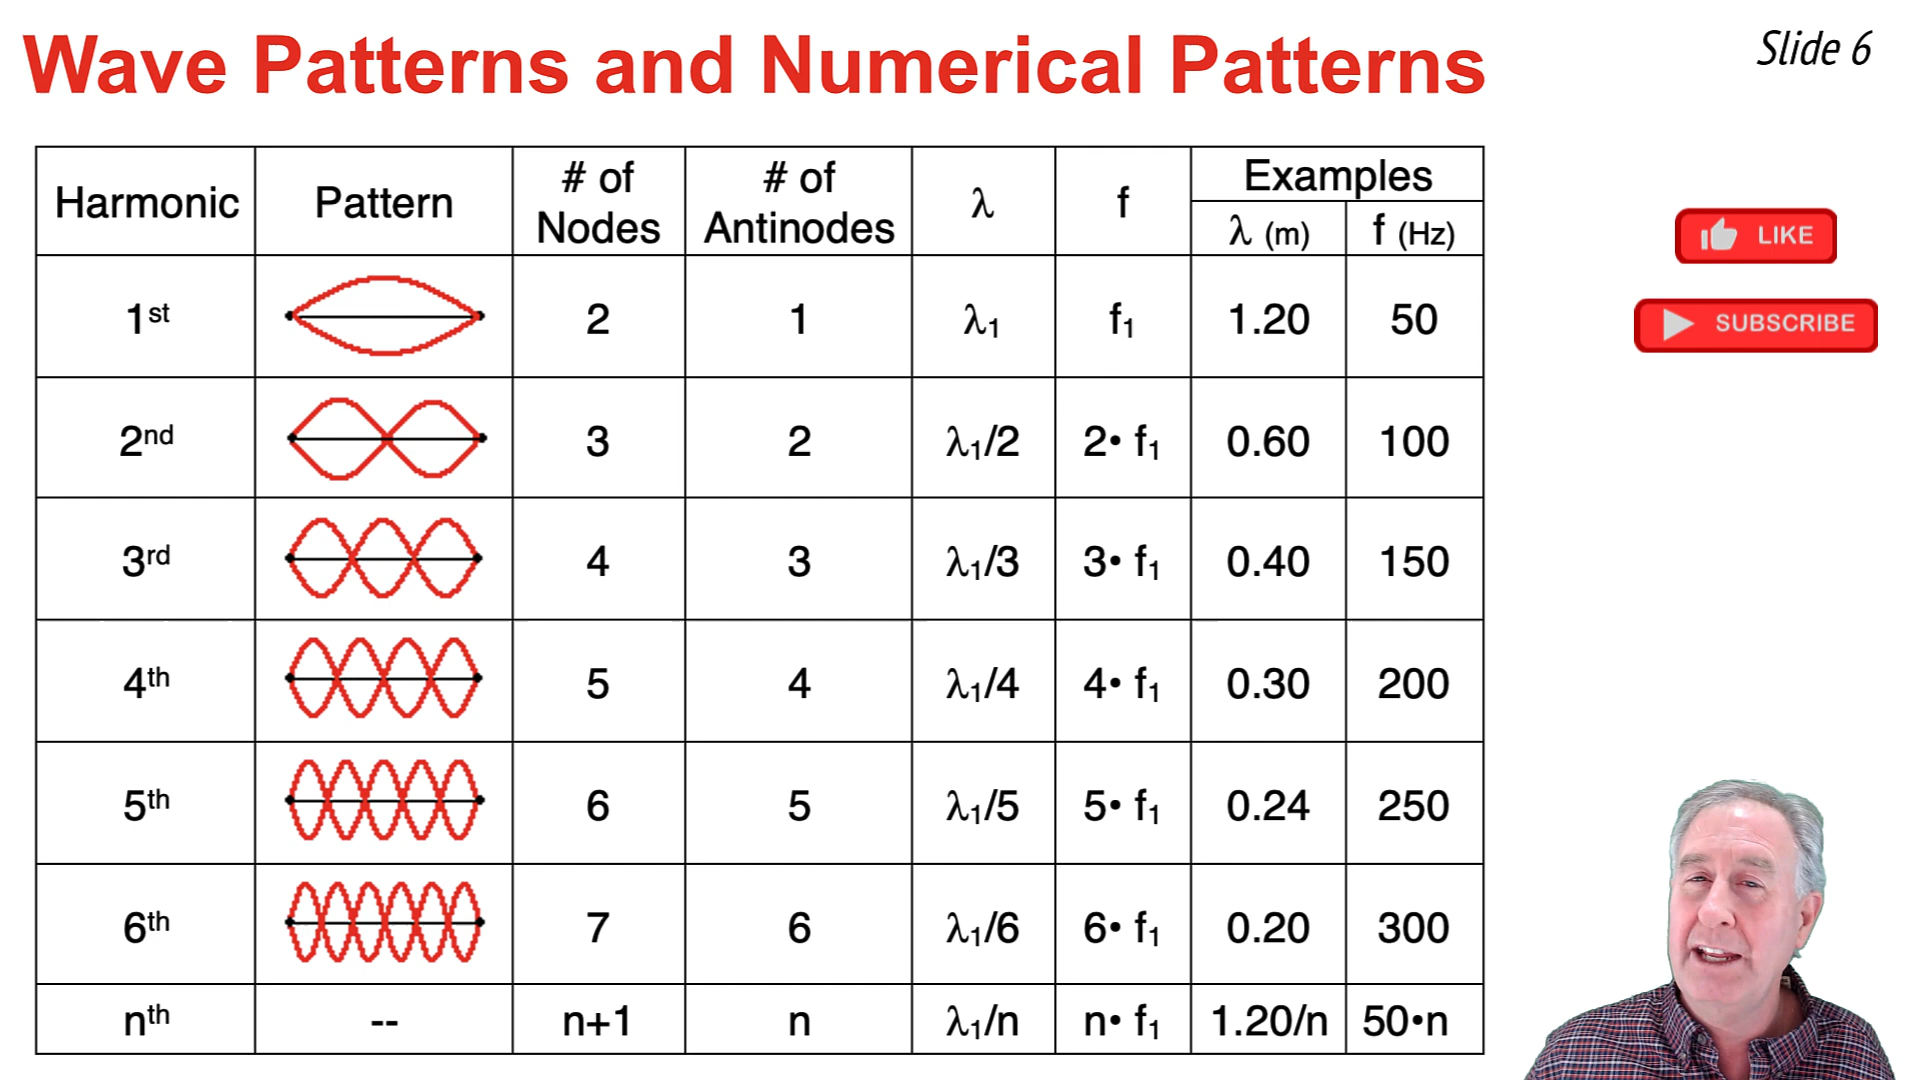 Wave Patterns and Numerical Patterns
Slide 6
Harmonic Pattern # of Nodes # of Antinodes λ f Examples
λ (m) f (Hz)
1st 2 1 λ₁ f₁ 1.20 50
2nd 3 2 λ₁/2 2• f₁ 0.60 100
3rd 4 3 λ₁/3 3• f₁ 0.40 150
4th 5 4 λ₁/4 4• f₁ 0.30 200
5th 6 5 λ₁/5 5• f₁ 0.24 250
6th 7 6 λ₁/6 6• f₁ 0.20 300
nth -- n+1 n λ₁/n n• f₁ 1.20/n 50•n
LIKE
SUBSCRIBE